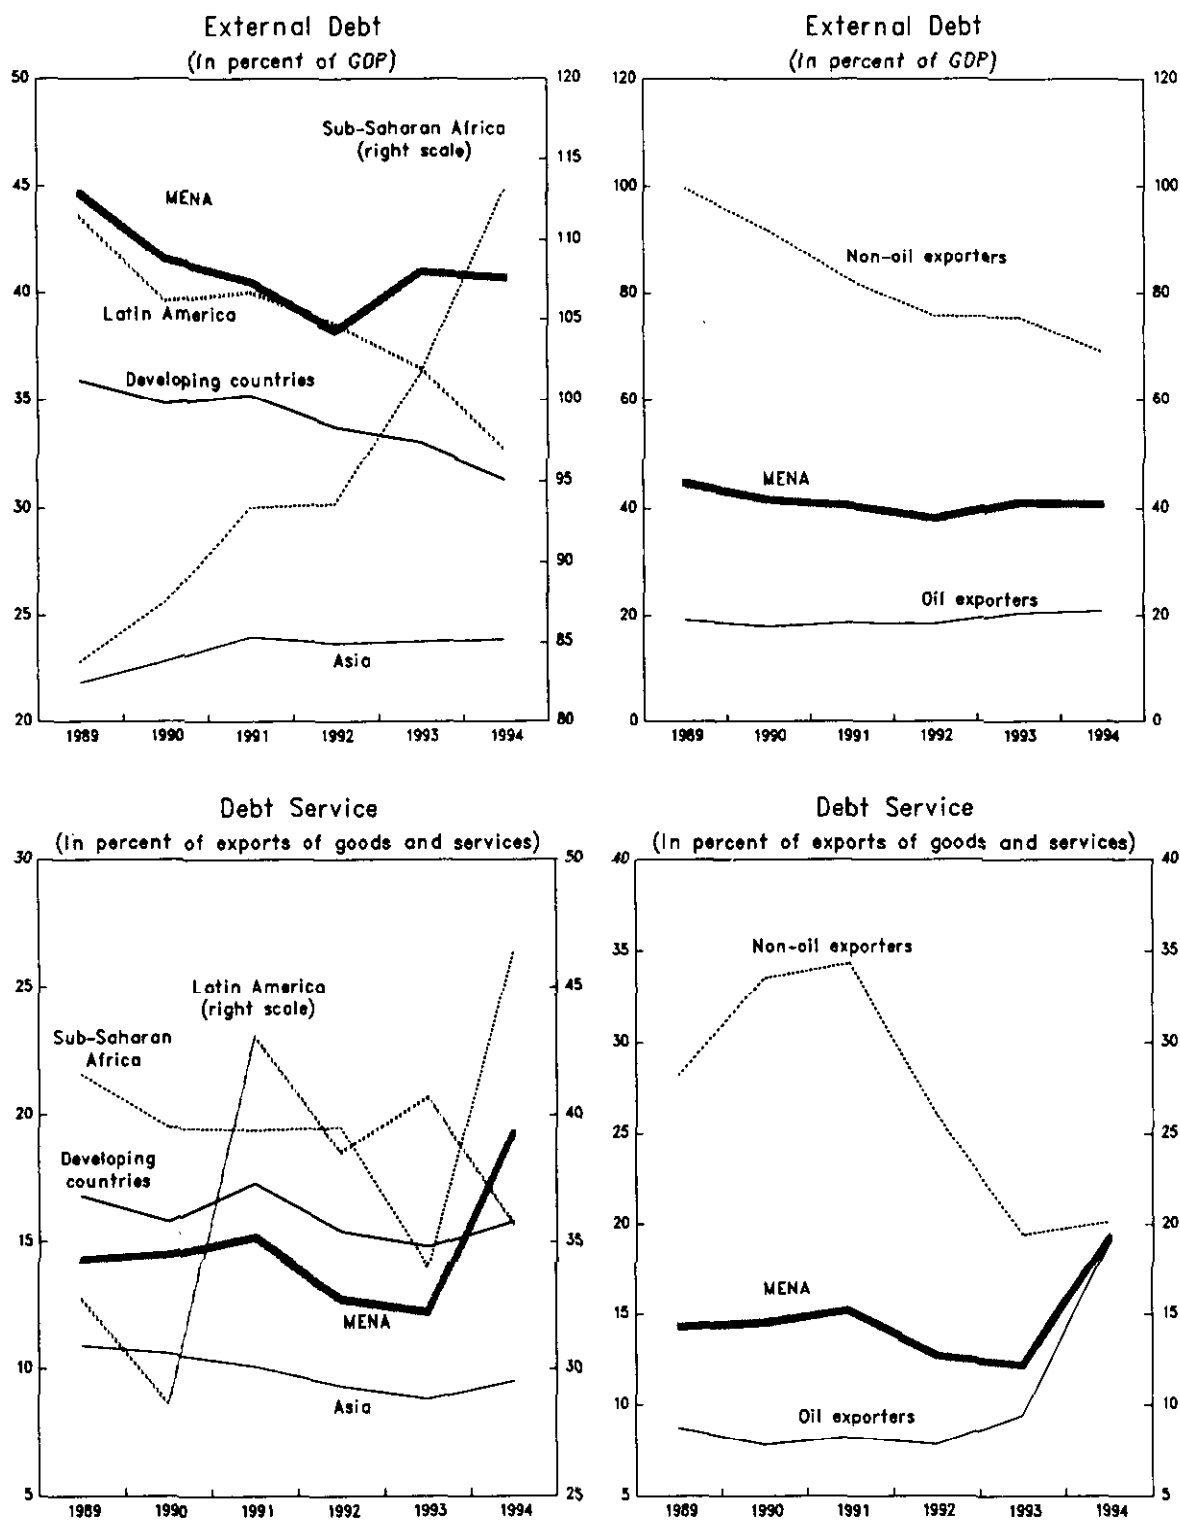 External Debt
(In percent of GDP)
50
45
40
35
30
25
20
120
115
110
105
100
95
90
85
80
Sub-Saharan Africa
(right scale)
MENA
Latin America
Developing countries
Asia
1989 1990 1991 1992 1993 1994
External Debt
(In percent of GDP)
120
100
80
60
40
20
0
120
100
80
60
40
20
0
Non-oil exporters
MENA
Oil exporters
1989 1990 1991 1992 1993 1994
Debt Service
(In percent of exports of goods and services)
30
25
20
15
10
5
50
45
40
35
30
25
Latin America
(right scale)
Sub-Saharan
Africa
Developing
countries
MENA
Asia
1989 1990 1991 1992 1993 1994
Debt Service
(In percent of exports of goods and services)
40
35
30
25
20
15
10
5
40
35
30
25
20
15
10
5
Non-oil exporters
MENA
Oil exporters
1989 1990 1991 1992 1993 1994